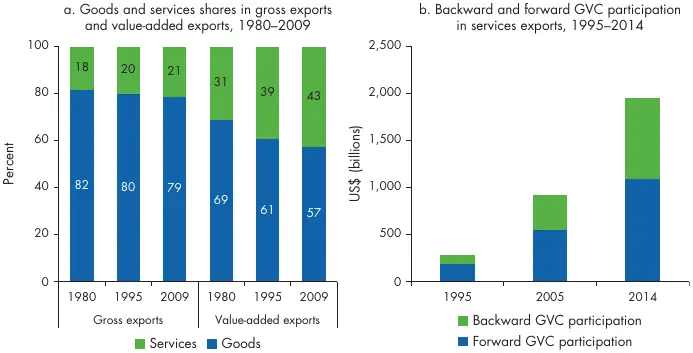 a. Goods and services shares in gross exports
and value-added exports, 1980–2009
Percent
100
80
60
40
20
0
18
20
21
31
39
43
82
80
79
69
61
57
1980
1995
2009
1980
1995
2009
Gross exports
Value-added exports
Services
Goods
b. Backward and forward GVC participation
in services exports, 1995–2014
US$ (billions)
2,500
2,000
1,500
1,000
500
0
1995
2005
2014
Backward GVC participation
Forward GVC participation